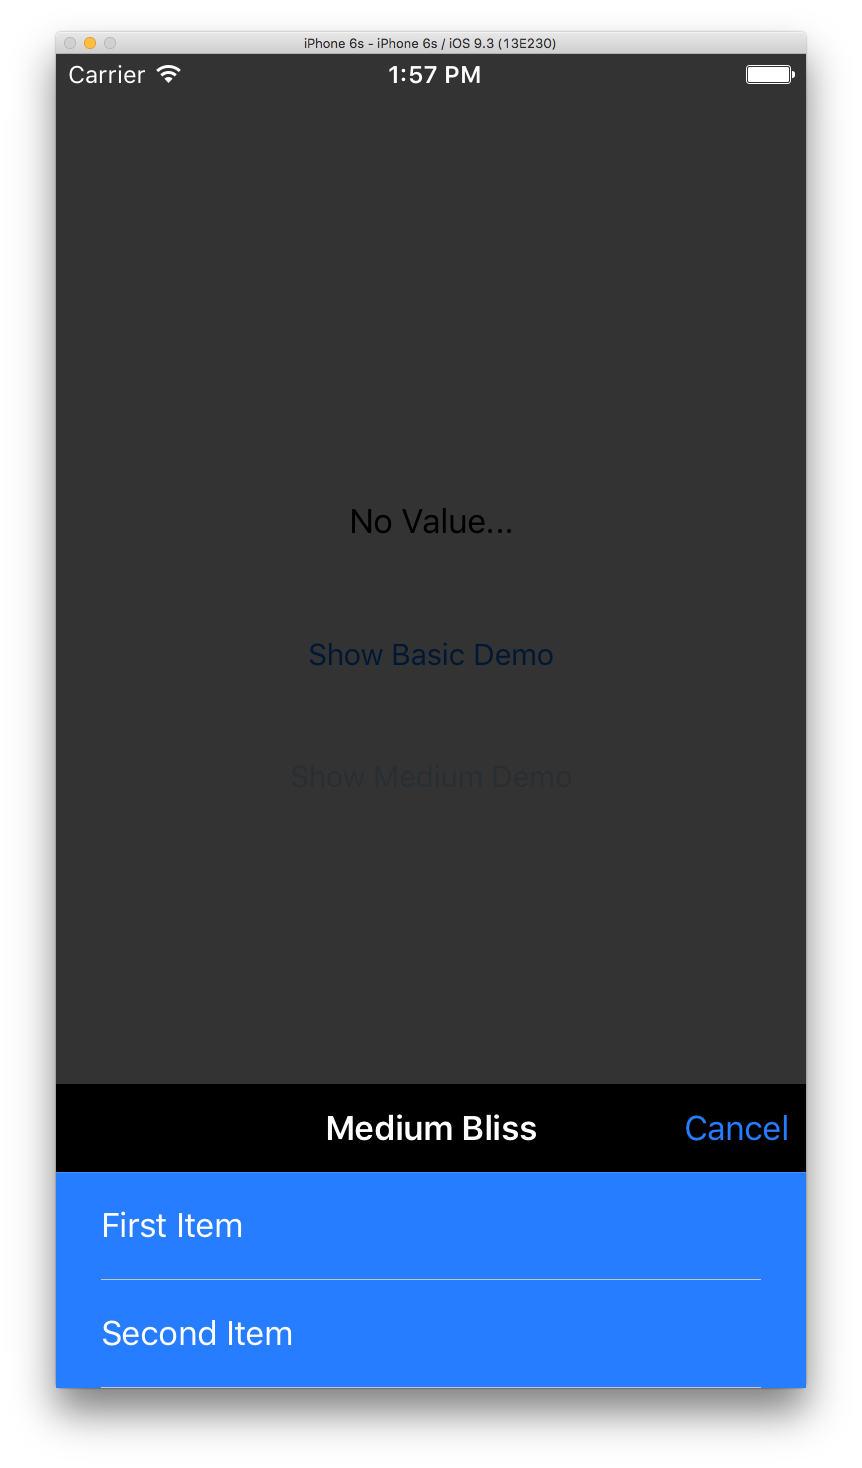 iPhone 6s - iPhone 6s / iOS 9.3 (13E230)
Carrier 1:57 PM
No Value...
Show Basic Demo
Show Medium Demo
Medium Bliss Cancel
First Item
Second Item